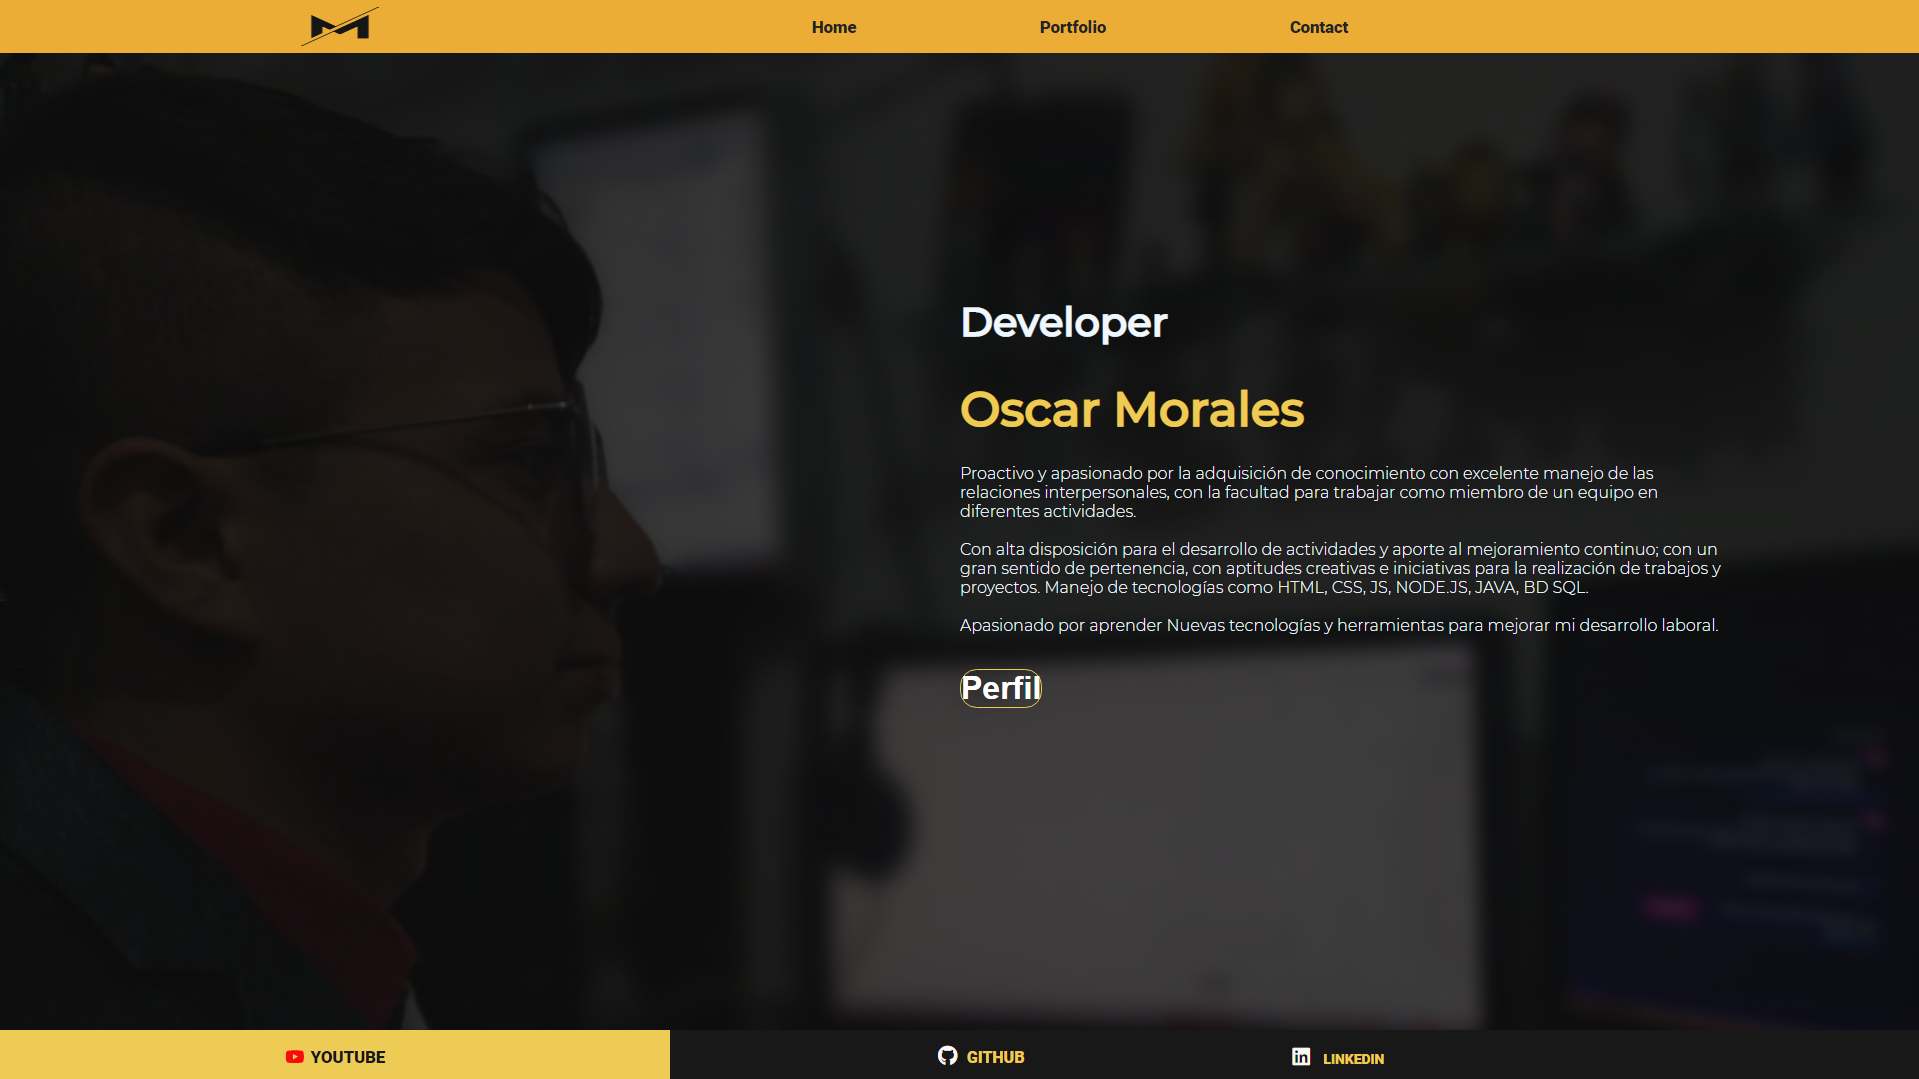 Home Portfolio Contact
Developer
Oscar Morales
Proactivo y apasionado por la adquisición de conocimiento con excelente manejo de las
relaciones interpersonales, con la facultad para trabajar como miembro de un equipo en
diferentes actividades.
Con alta disposición para el desarrollo de actividades y aporte al mejoramiento continuo; con un
gran sentido de pertenencia, con aptitudes creativas e iniciativas para la realización de trabajos y
proyectos. Manejo de tecnologías como HTML, CSS, JS, NODE.JS, JAVA, BD SQL.
Apasionado por aprender Nuevas tecnologías y herramientas para mejorar mi desarrollo laboral.
Perfil
YOUTUBE GITHUB LINKEDIN